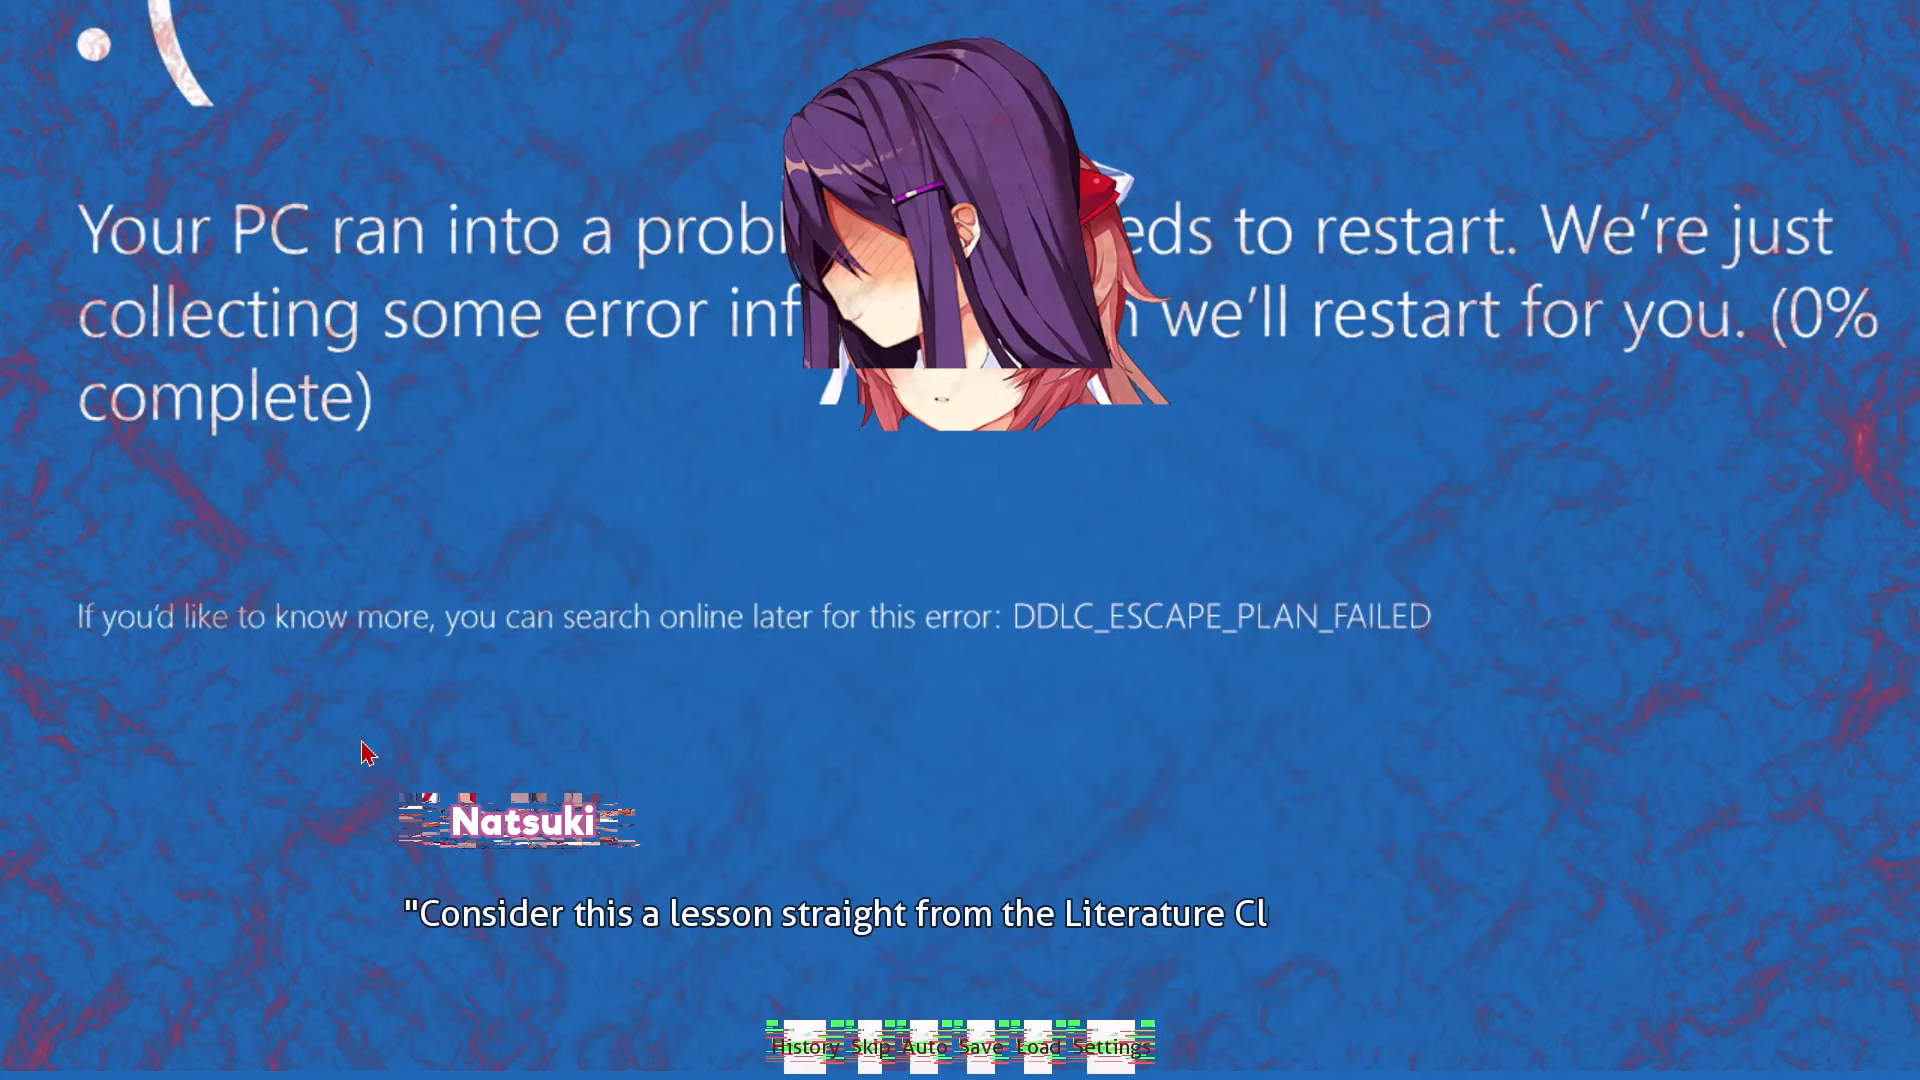 :(
Your PC ran into a probl eds to restart. We're just
collecting some error inf n we'll restart for you. (0%
complete)
If you'd like to know more, you can search online later for this error: DDLC_ESCAPE_PLAN_FAILED
Natsuki
"Consider this a lesson straight from the Literature Cl
History Skip Auto Save Load Settings